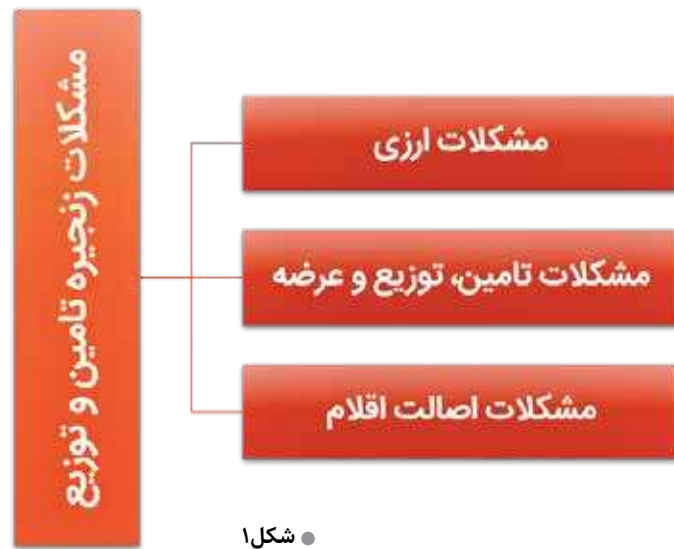 مشکلات زنجیره تامین و توزیع
مشکلات ارزی
مشکلات تامین، توزیع و عرضه
مشکلات اصالت اقلام
● شکل۱